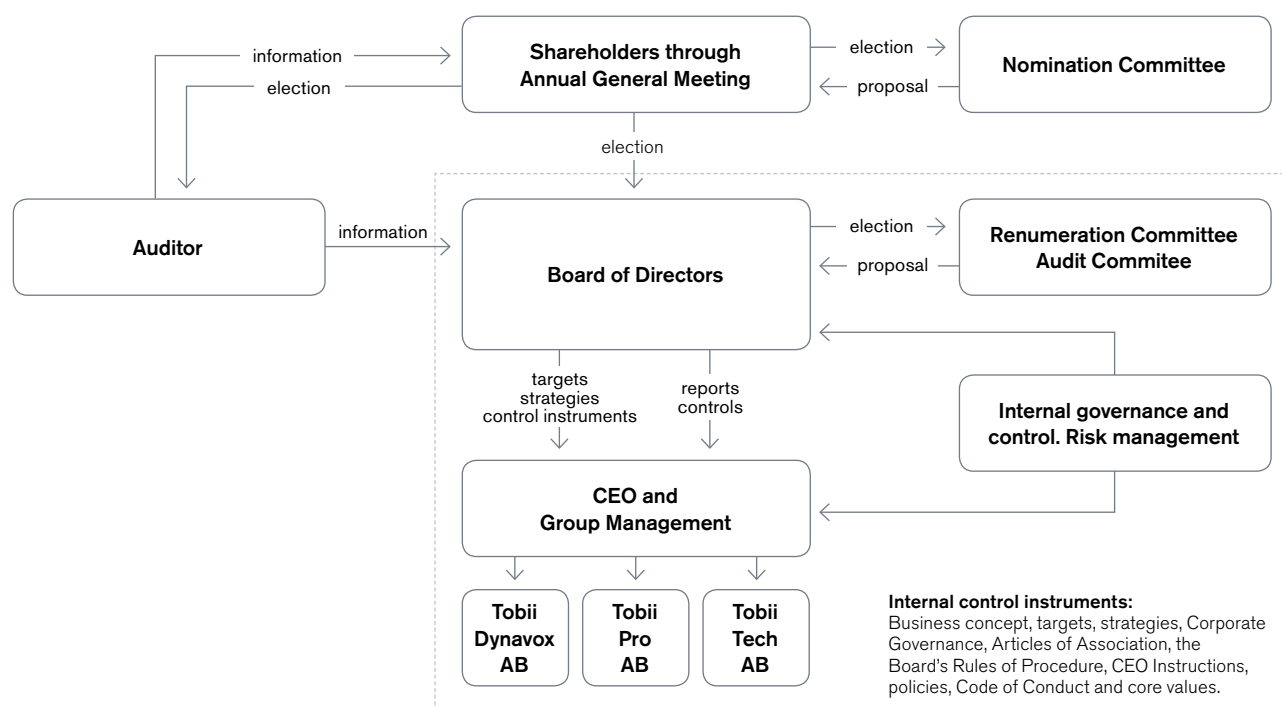 information
election
Shareholders through
Annual General Meeting
election
proposal
Nomination Committee
election
Auditor
information
Board of Directors
election
proposal
Renumeration Committee
Audit Commitee
targets
strategies
control instruments
reports
controls
Internal governance and
control. Risk management
CEO and
Group Management
Tobii
Dynavox
AB
Tobii
Pro
AB
Tobii
Tech
AB
Internal control instruments:
Business concept, targets, strategies, Corporate
Governance, Articles of Association, the
Board’s Rules of Procedure, CEO Instructions,
policies, Code of Conduct and core values.